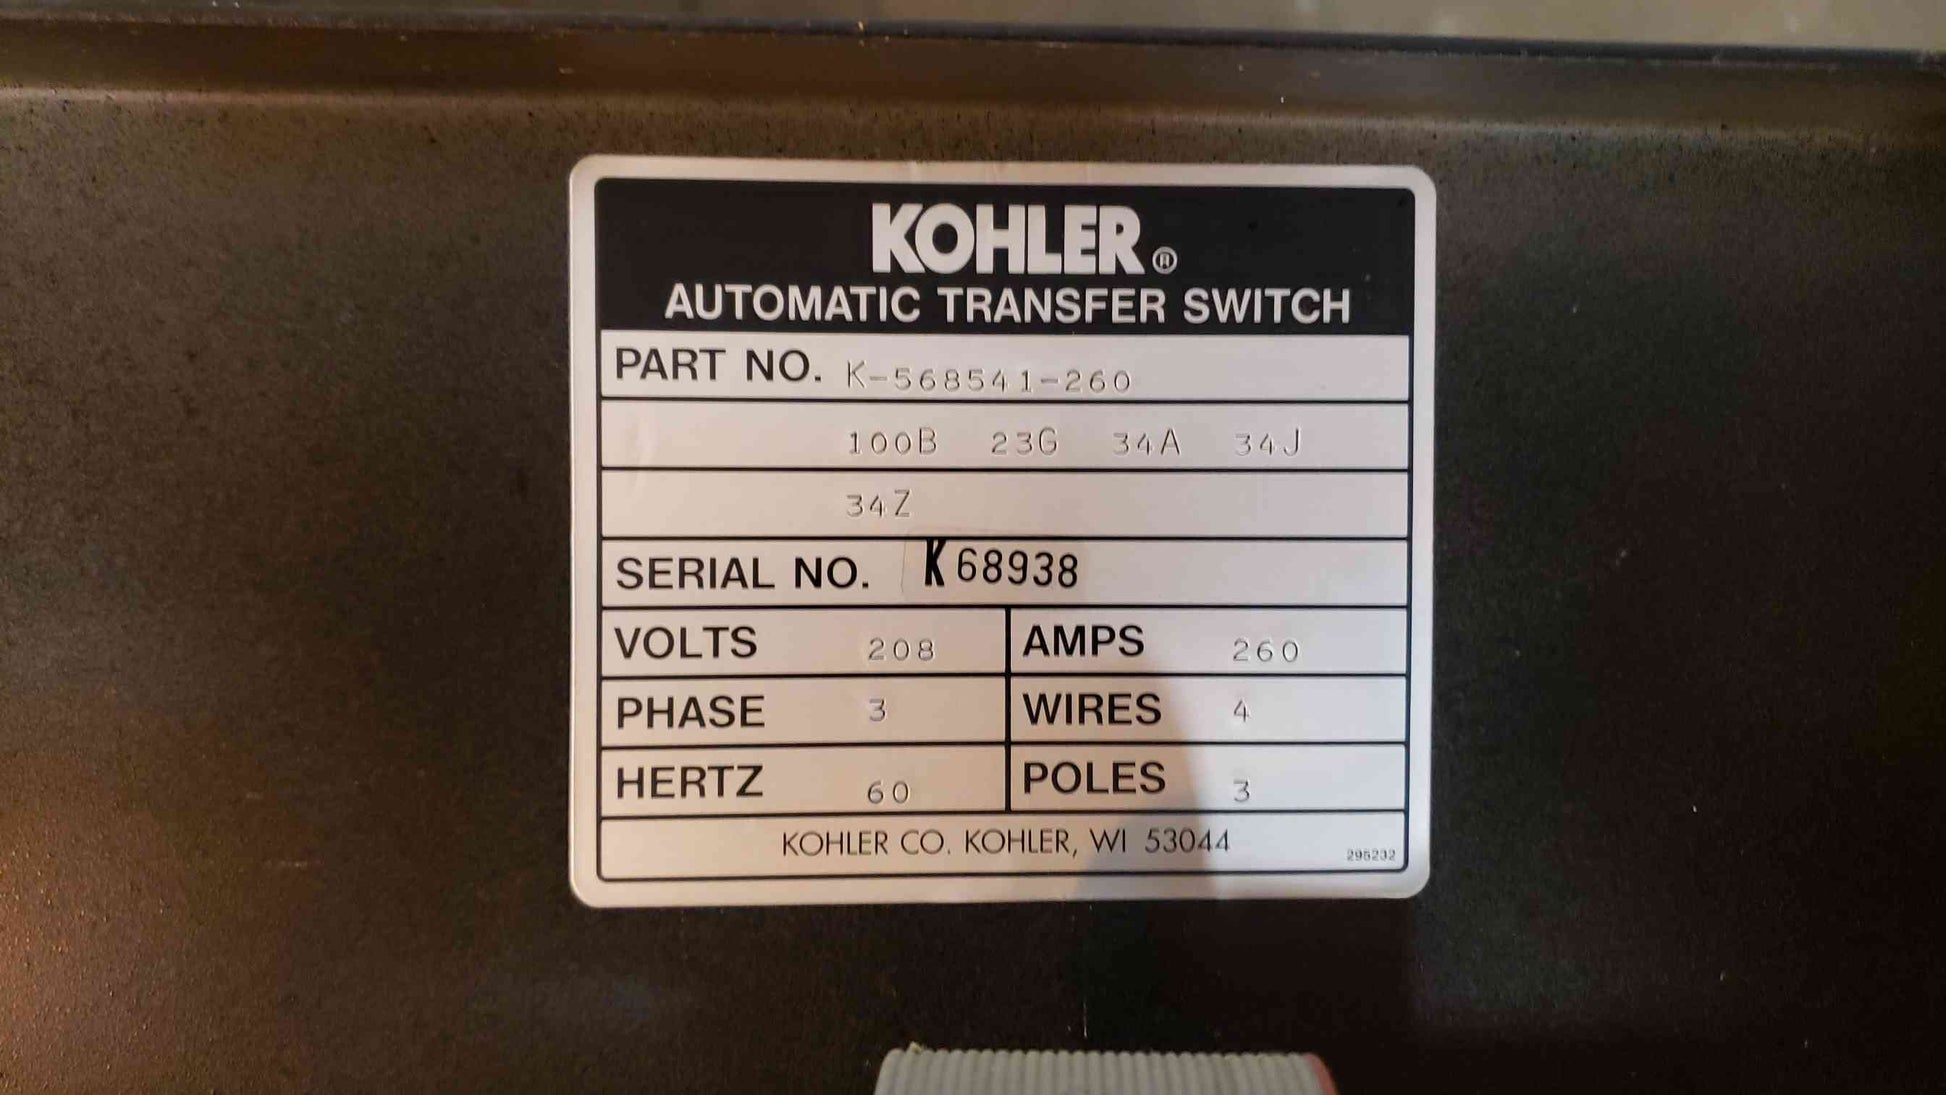 KOHLER®
AUTOMATIC TRANSFER SWITCH
PART NO. K-568541-260
100B 23G 34A 34J
34Z
SERIAL NO. K68938
VOLTS 208 AMPS 260
PHASE 3 WIRES 4
HERTZ 60 POLES 3
KOHLER CO. KOHLER, WI 53044
295232